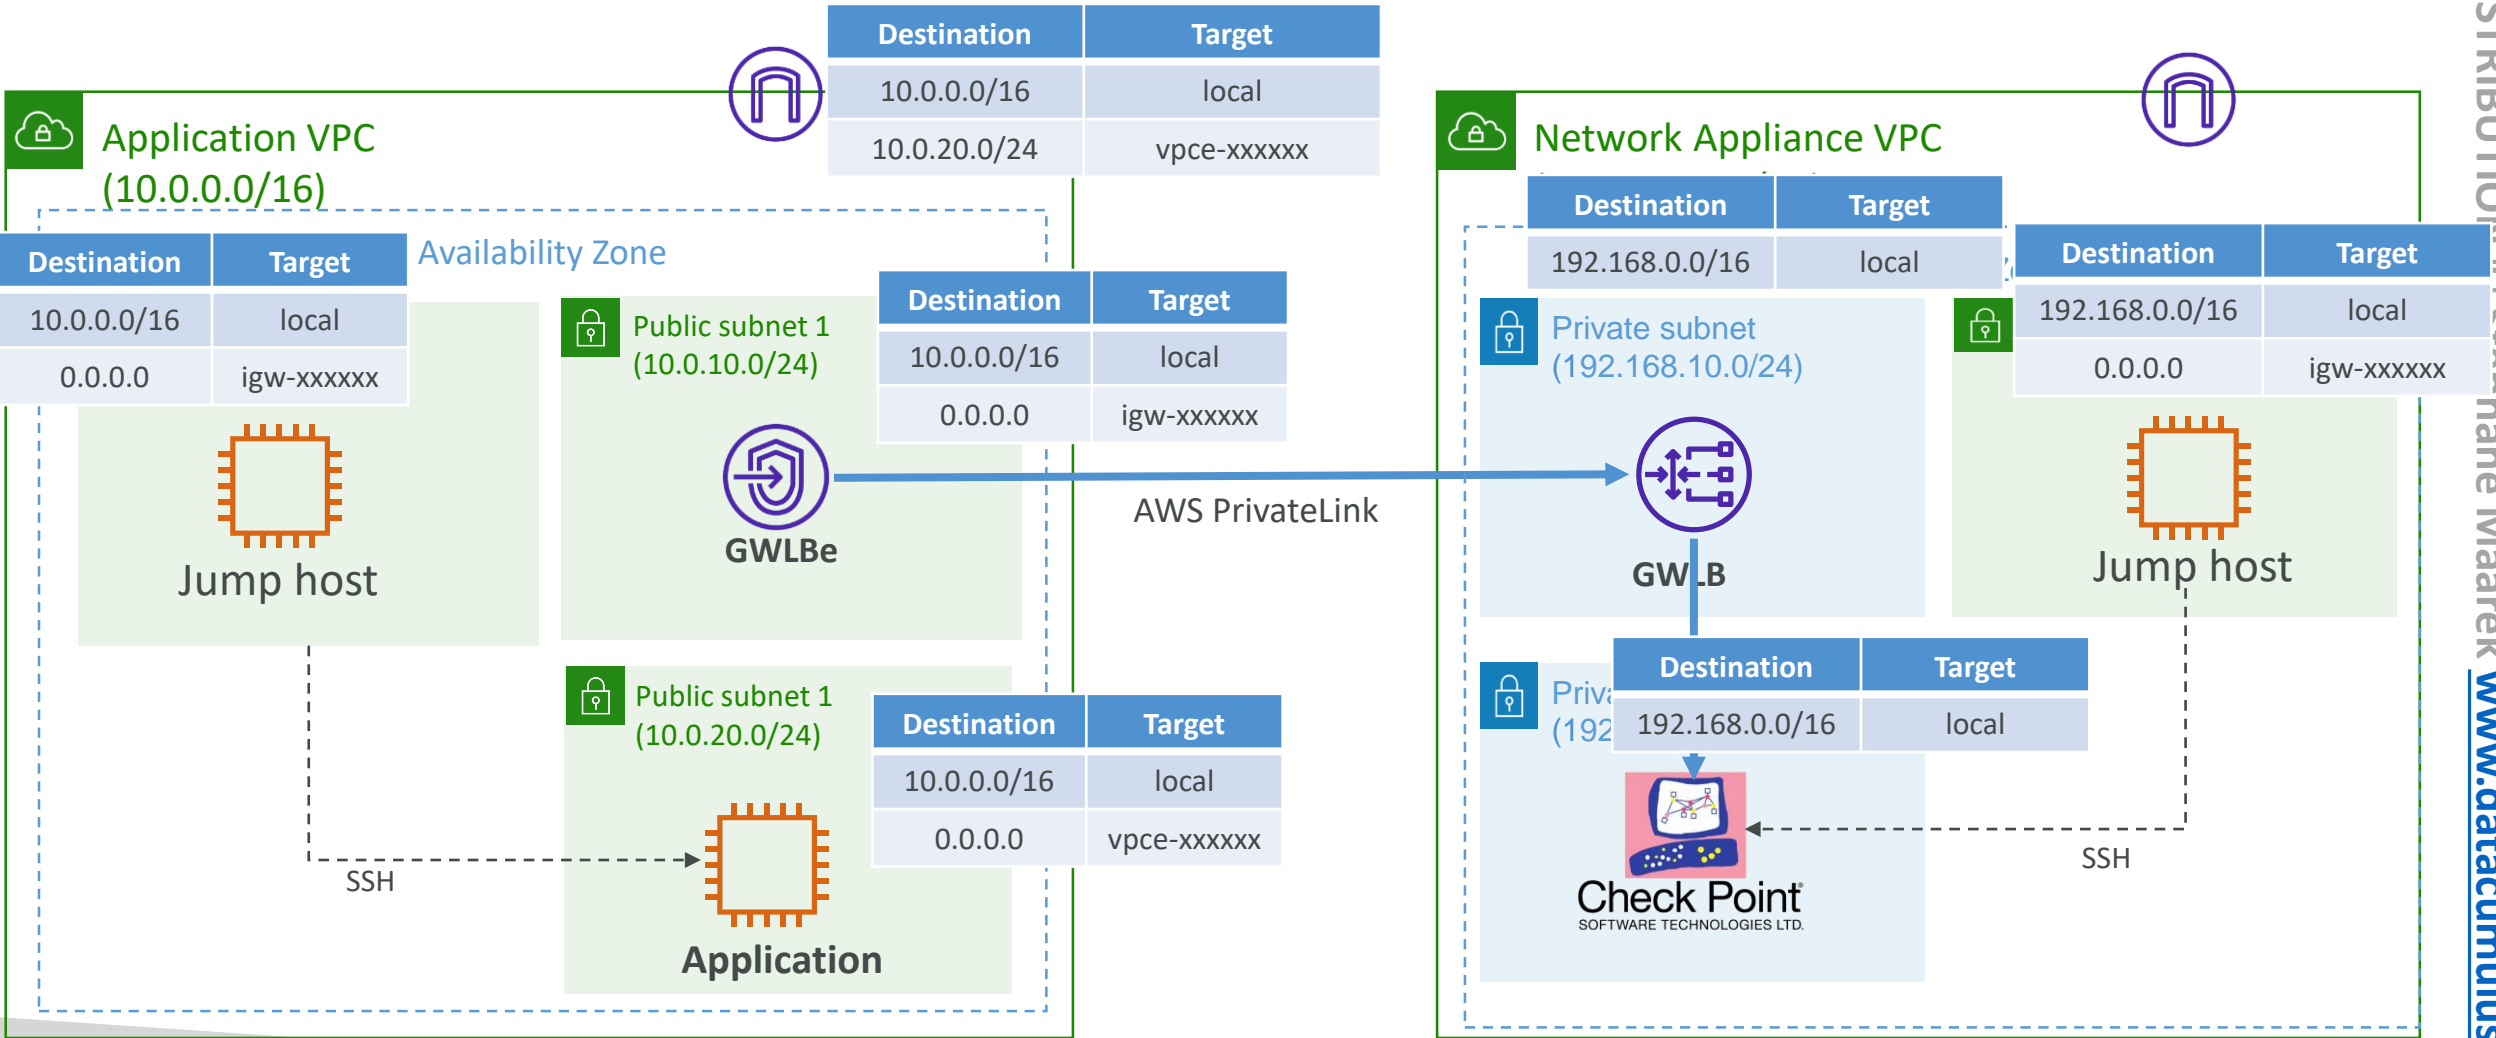 Destination Target
10.0.0.0/16 local
10.0.20.0/24 vpce-xxxxxx
Application VPC
(10.0.0.0/16)
Availability Zone
Destination Target
10.0.0.0/16 local
0.0.0.0 igw-xxxxxx
Jump host
SSH
Public subnet 1
(10.0.10.0/24)
Destination Target
10.0.0.0/16 local
0.0.0.0 igw-xxxxxx
GWLBe
AWS PrivateLink
Public subnet 1
(10.0.20.0/24)
Destination Target
10.0.0.0/16 local
0.0.0.0 vpce-xxxxxx
Application
Network Appliance VPC
Destination Target
192.168.0.0/16 local
Destination Target
192.168.0.0/16 local
0.0.0.0 igw-xxxxxx
Private subnet
(192.168.10.0/24)
GWLB
Jump host
SSH
Destination Target
192.168.0.0/16 local
Check Point
SOFTWARE TECHNOLOGIES LTD.
Maarek www.datacumulus